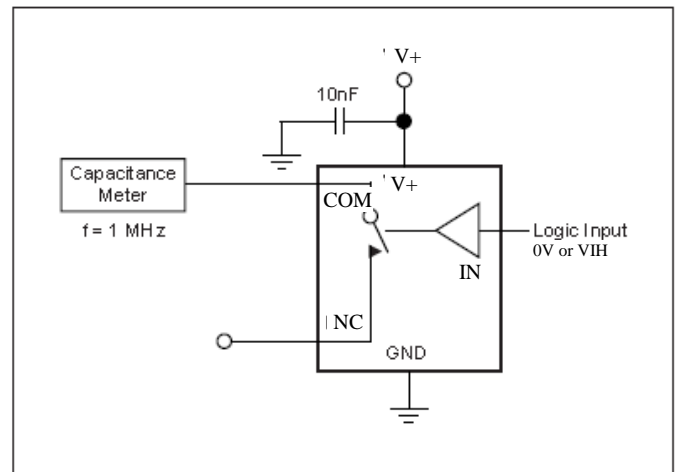 ' V+
10nF
Capacitance
Meter
' V+
COM
f = 1 MHz
Logic Input
0V or VIH
IN
NC
GND